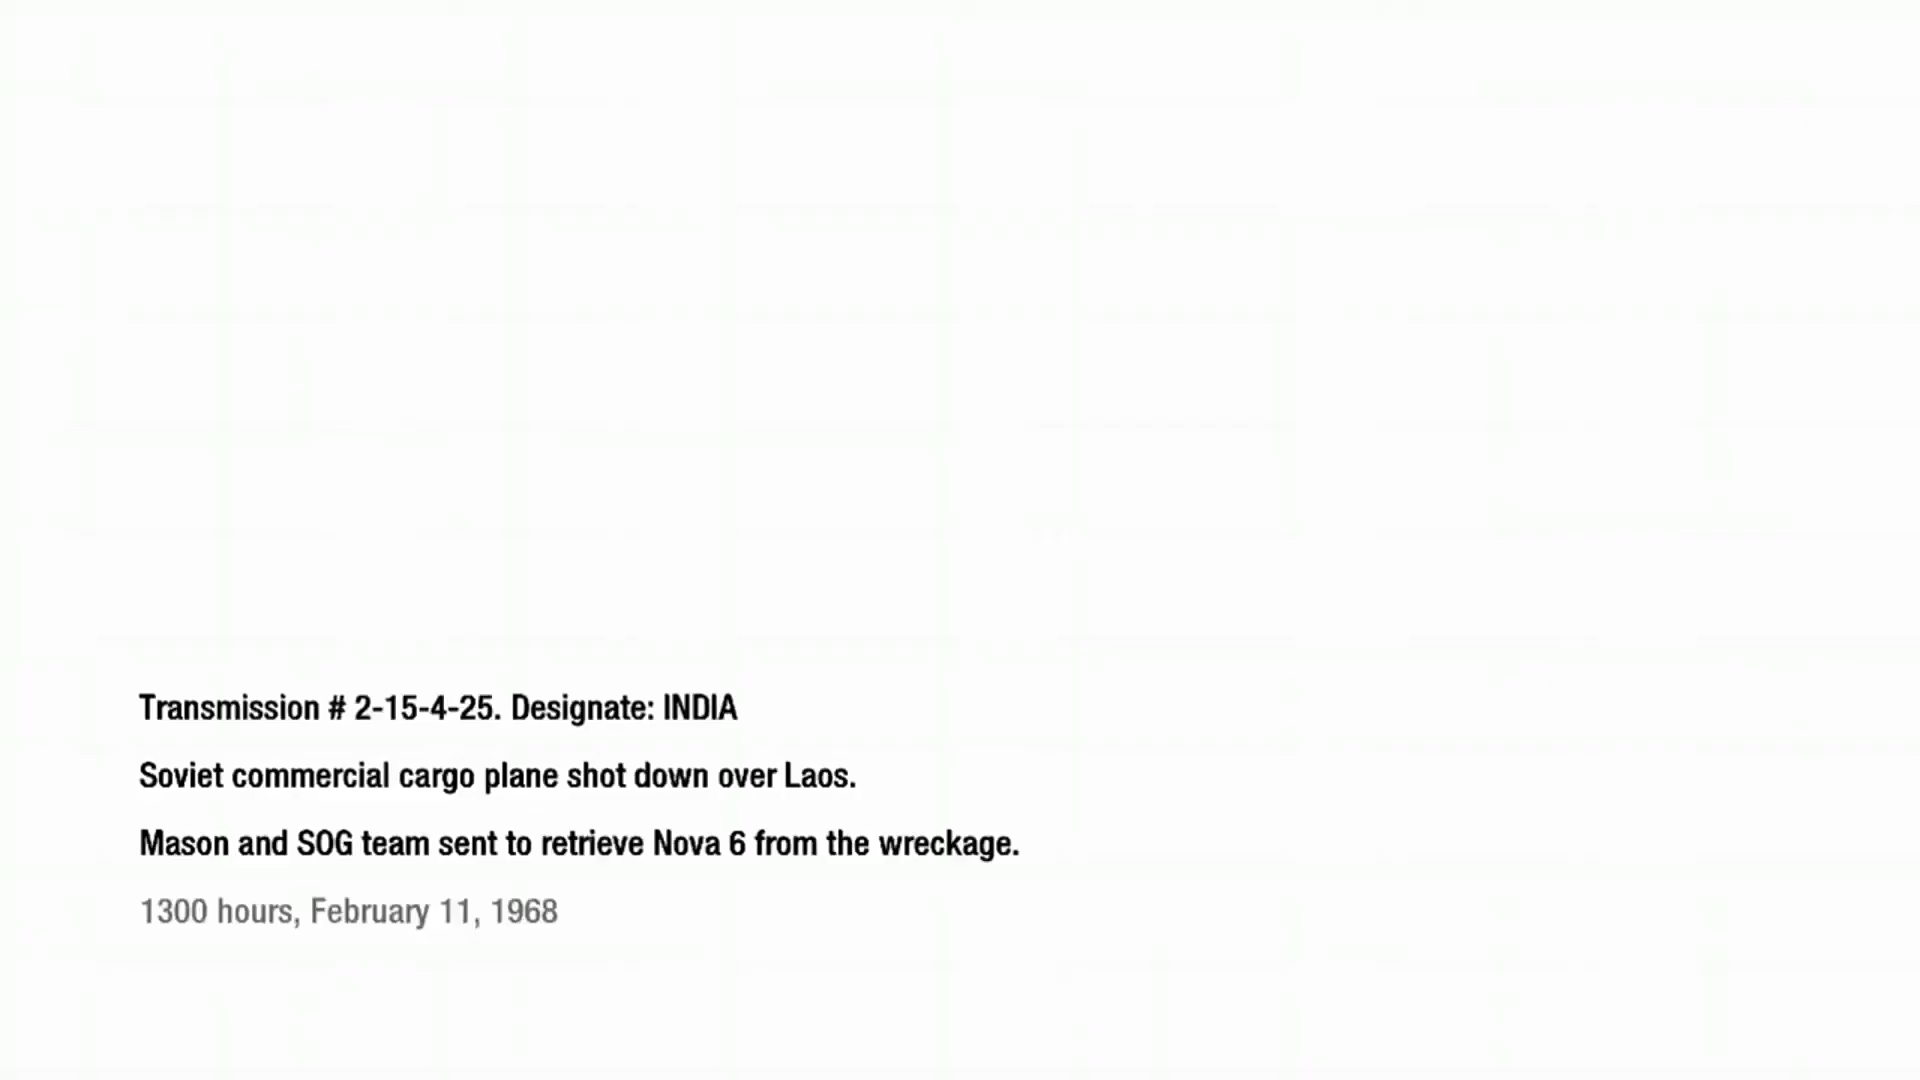 Transmission # 2-15-4-25. Designate: INDIA
Soviet commercial cargo plane shot down over Laos.
Mason and SOG team sent to retrieve Nova 6 from the wreckage.
1300 hours, February 11, 1968